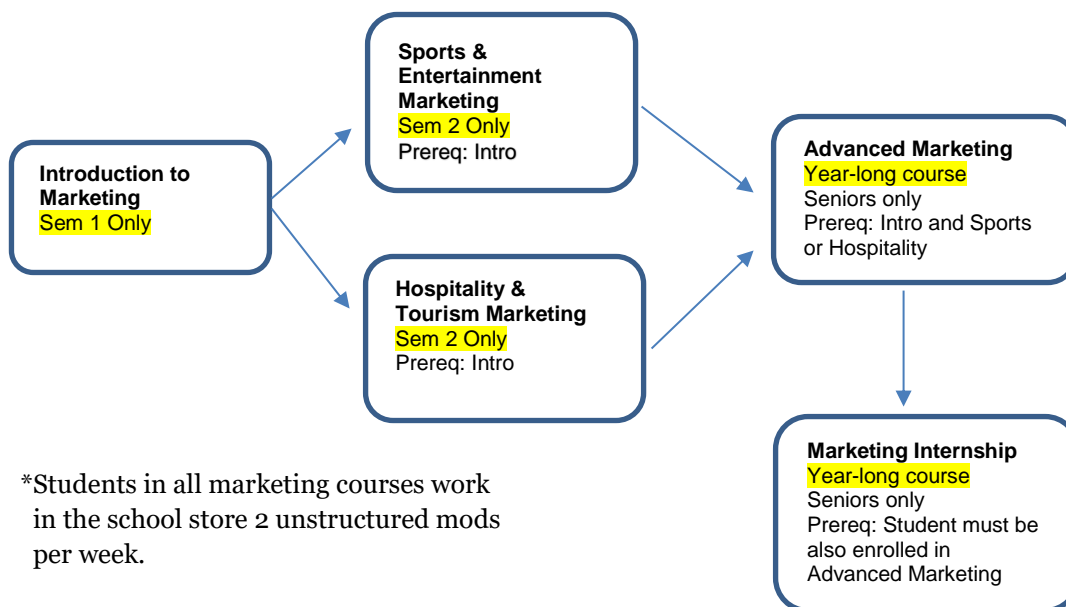 Introduction to
Marketing
Sem 1 Only
Sports &
Entertainment
Marketing
Sem 2 Only
Prereq: Intro
Hospitality &
Tourism Marketing
Sem 2 Only
Prereq: Intro
Advanced Marketing
Year-long course
Seniors only
Prereq: Intro and Sports
or Hospitality
Marketing Internship
Year-long course
Seniors only
Prereq: Student must be
also enrolled in
Advanced Marketing
*Students in all marketing courses work
in the school store 2 unstructured mods
per week.